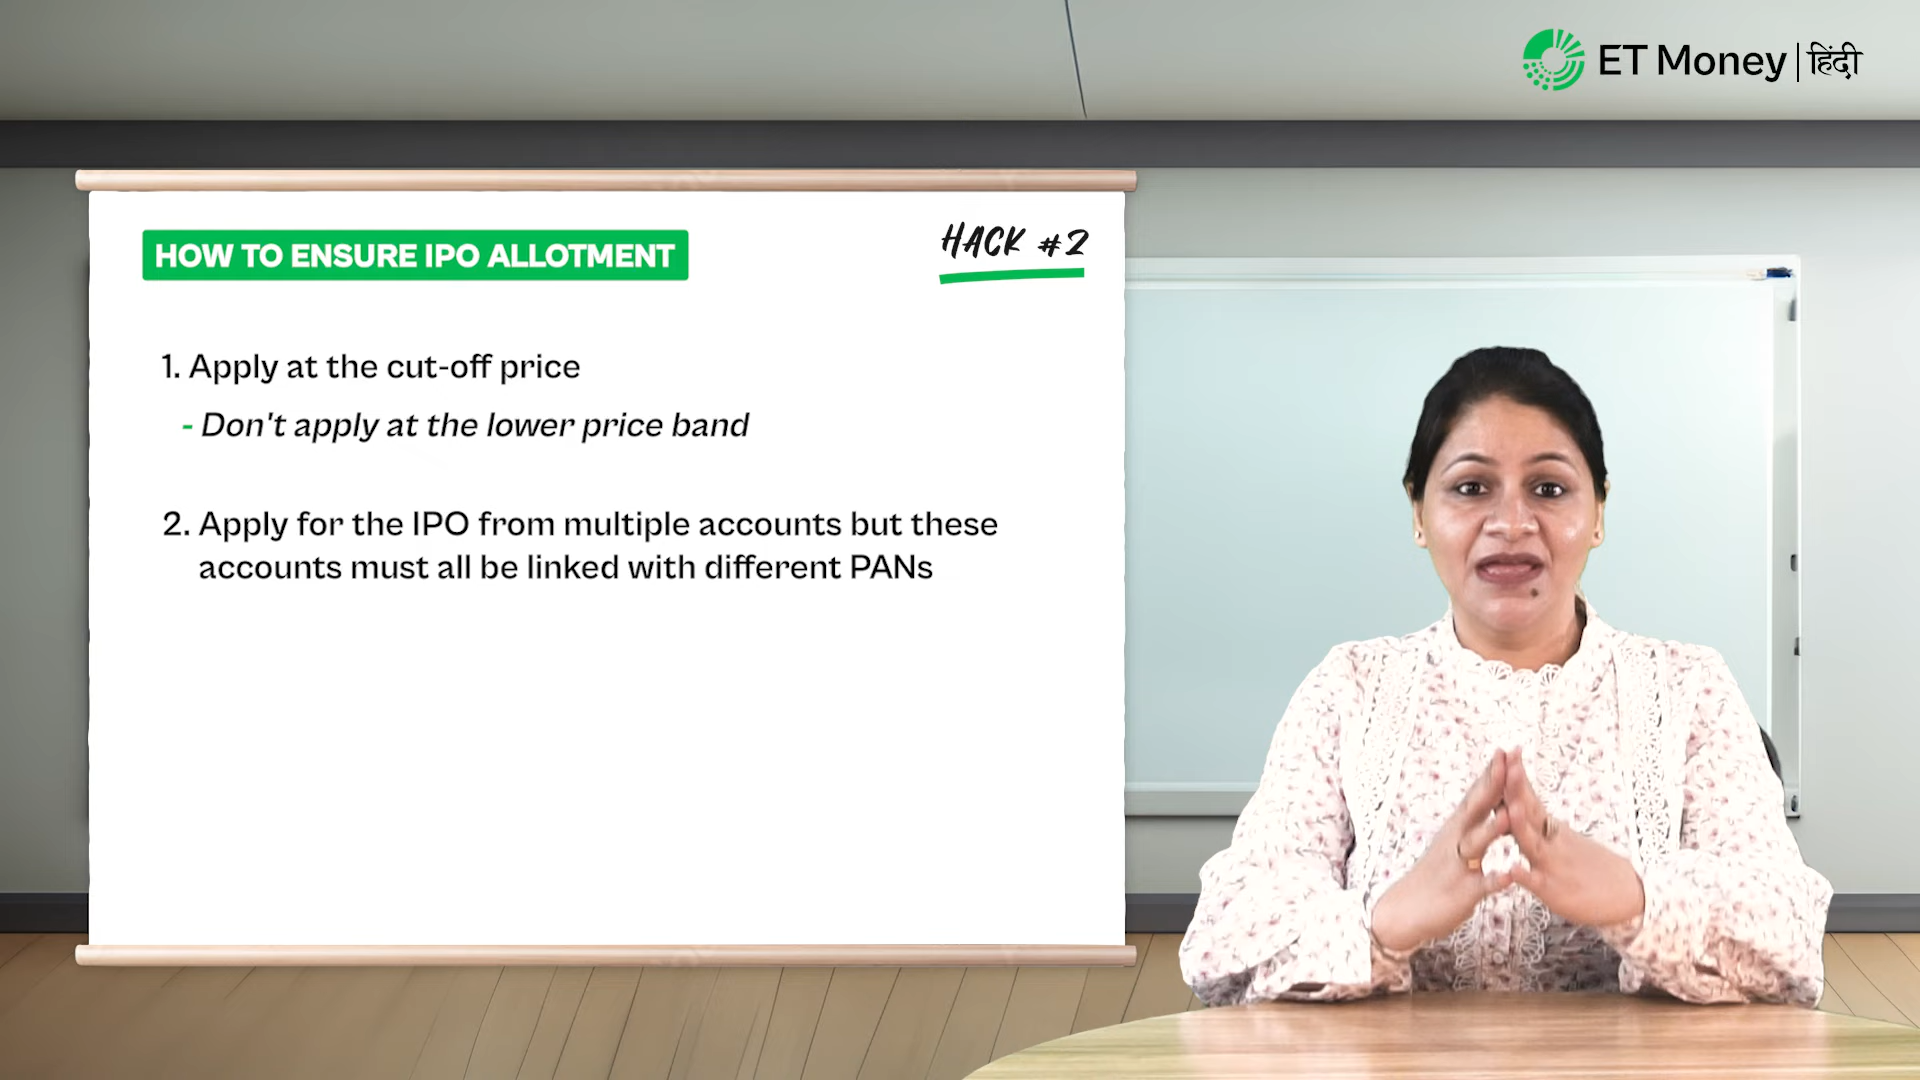 ET Money | हिंदी
HOW TO ENSURE IPO ALLOTMENT
HACK #2
1. Apply at the cut-off price
- Don't apply at the lower price band
2. Apply for the IPO from multiple accounts but these
accounts must all be linked with different PANs